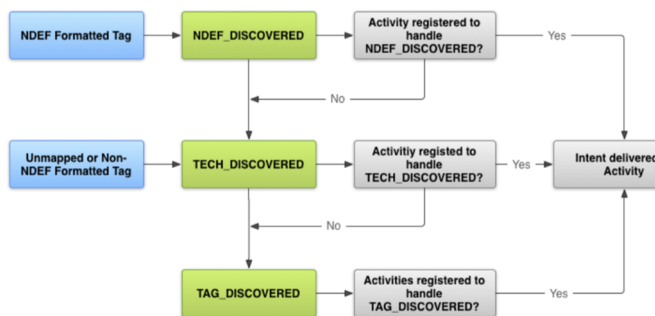 NDEF Formatted Tag
NDEF_DISCOVERED
Activity registered to
handle
NDEF_DISCOVERED?
Yes
No
Unmapped or Non-
NDEF Formatted Tag
TECH_DISCOVERED
Activitiy registed to
handle
TECH_DISCOVERED?
Yes
Intent delivered
Activity
No
TAG_DISCOVERED
Activities registered to
handle
TAG_DISCOVERED?
Yes